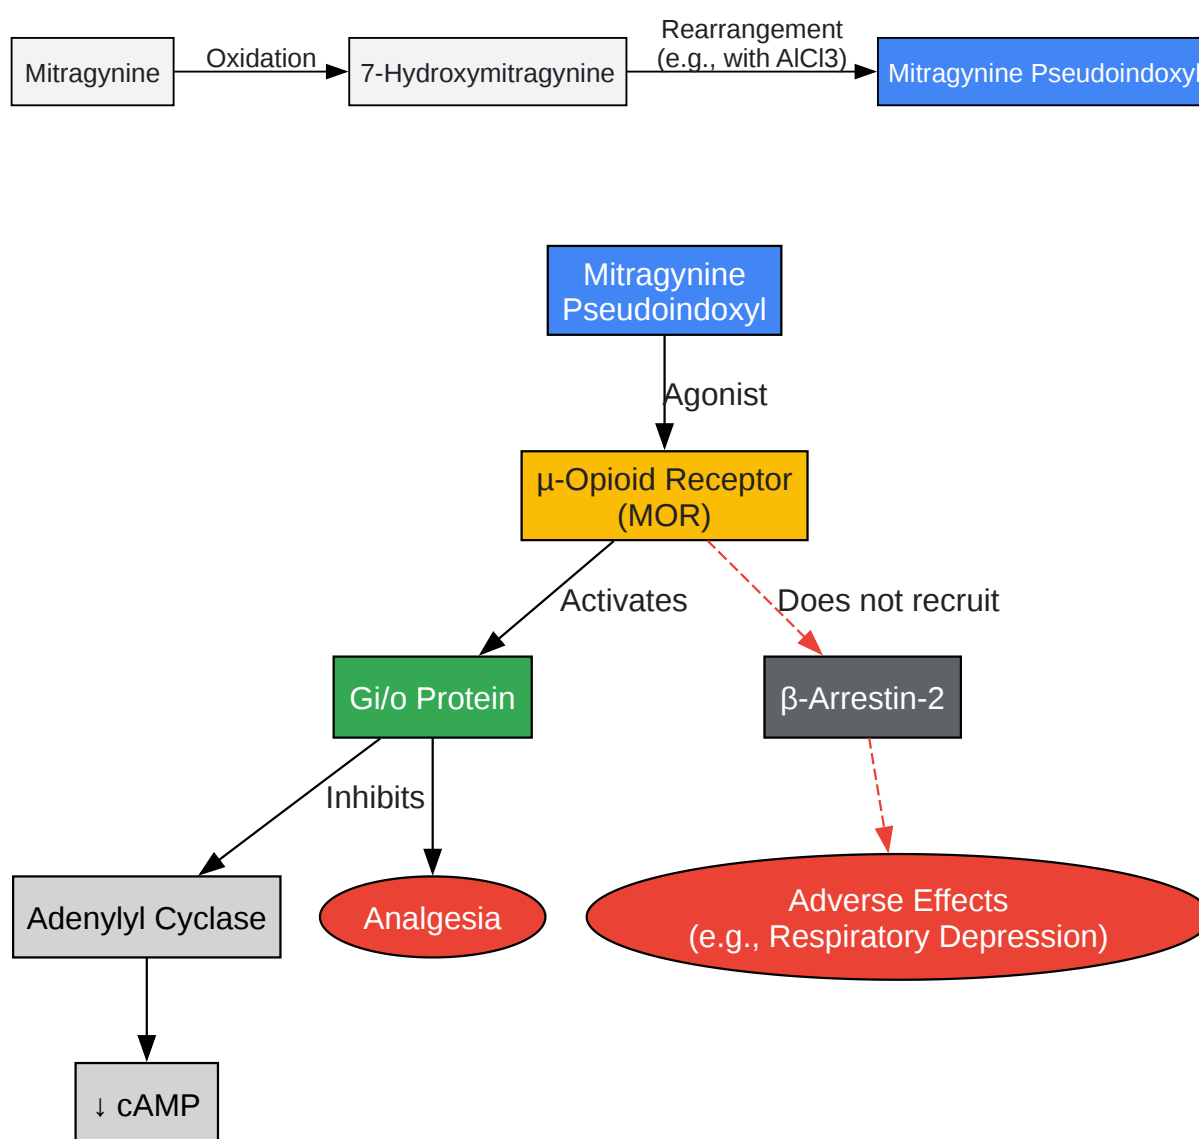 Rearrangement
(e.g., with AlCl3)
Oxidation
Mitragynine
7-Hydroxymitragynine
Mitragynine Pseudoindoxyl
Mitragynine
Pseudoindoxyl
Agonist
µ-Opioid Receptor
(MOR)
Activates
Does not recruit
Gi/o Protein
β-Arrestin-2
Inhibits
Adenylyl Cyclase
Analgesia
Adverse Effects
(e.g., Respiratory Depression)
↓ cAMP